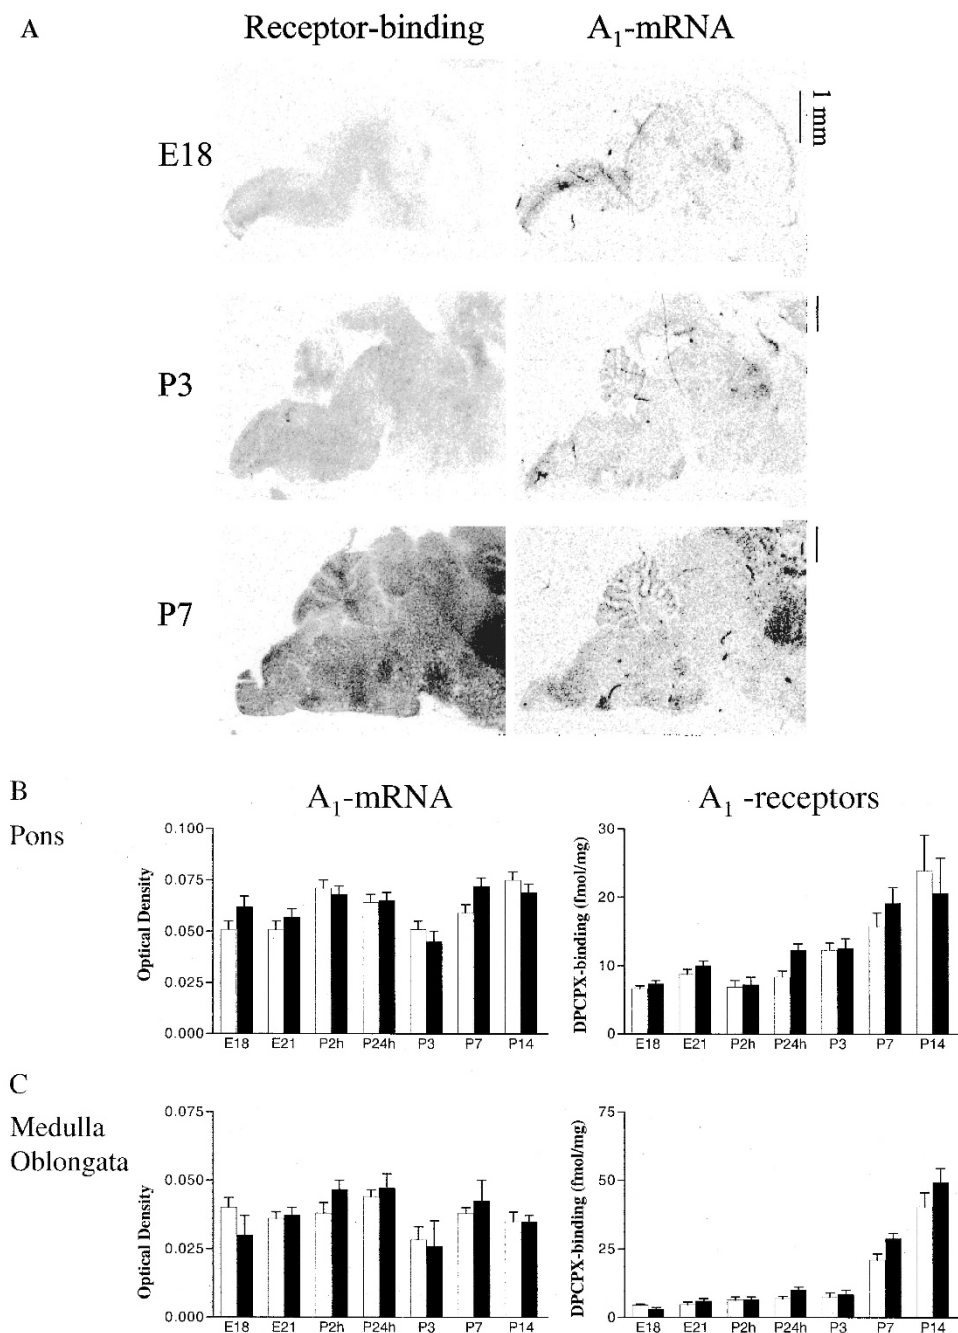 A
Receptor-binding
A1-mRNA
E18
1 mm
P3
P7
B
Pons
A1-mRNA
A1 -receptors
0.100
0.075
0.050
0.025
0.000
Optical Density
E18 E21 P2h P24h P3 P7 P14
30
20
10
0
DPCPX-binding (fmol/mg)
E18 E21 P2h P24h P3 P7 P14
C
Medulla
Oblongata
0.075
0.050
0.025
0.000
Optical Density
E18 E21 P2h P24h P3 P7 P14
75
50
25
0
DPCPX-binding (fmol/mg)
E18 E21 P2h P24h P3 P7 P14